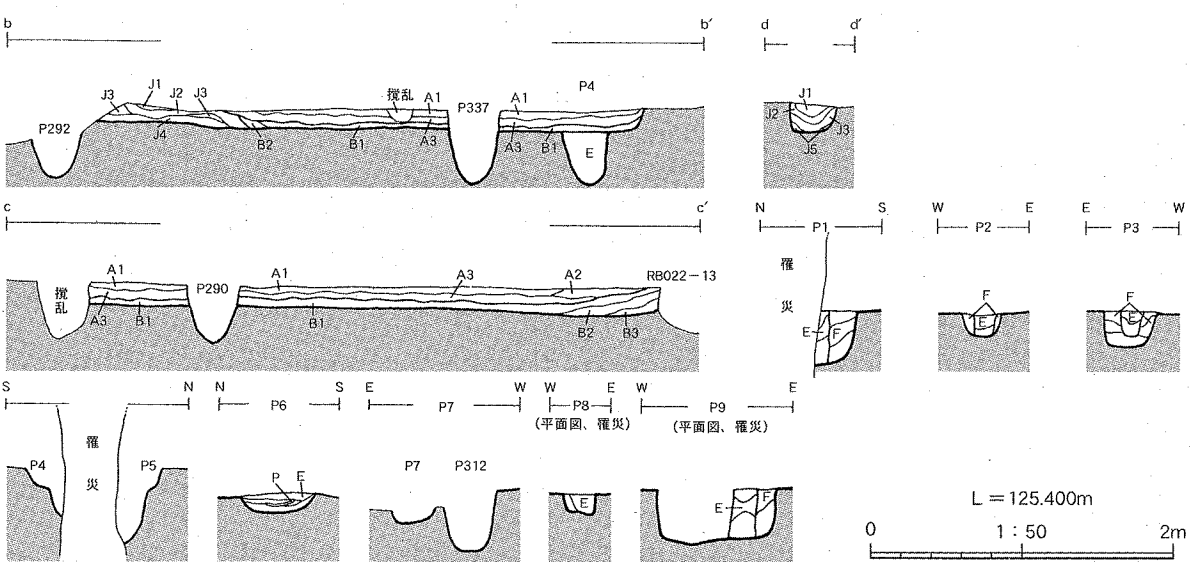 b b′ d d′
J3 J1 J2 J3 攪乱 A1 P337 A1 P4 J1
P292 J4 B2 B1 A3 A3 B1 E J2 J3 J5
c c′ N S W E E W
P1 P2 P3
攪乱 A1 A3 B1 P290 A1 A3 A2 RB022-13
B1 B2 B3
罹災 E F F E F E
S N N S E W W E W E
P6 P7 P8 P9
(平面図、罹災) (平面図、罹災)
P4 罹災 P5 P E P7 P312 E E F
L=125.400m
0 1:50 2m